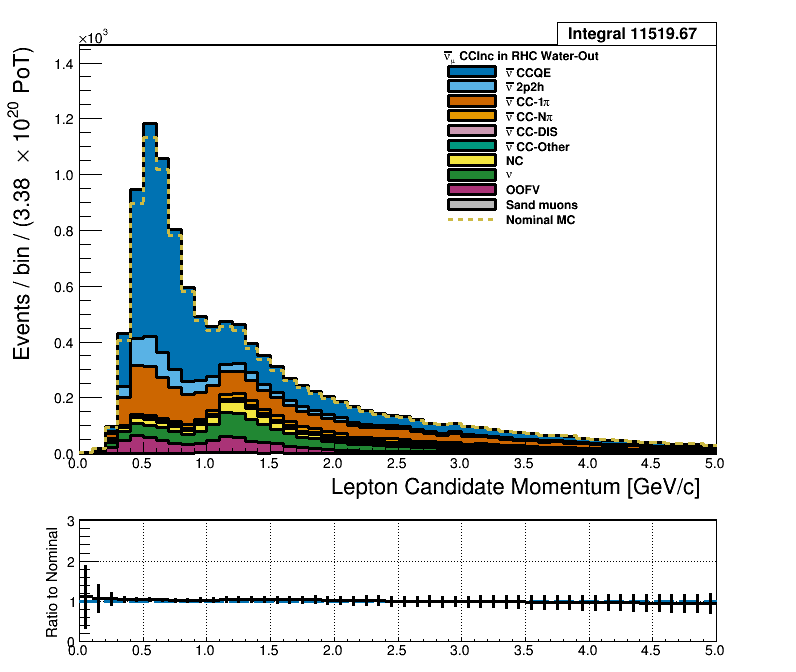 Integral 11519.67
×10³
ν̅μ CCInc in RHC Water-Out
ν̅ CCQE
ν̅ 2p2h
ν̅ CC-1π
ν̅ CC-Nπ
ν̅ CC-DIS
ν̅ CC-Other
NC
ν
OOFV
Sand muons
Nominal MC
Events / bin / (3.38 × 10²⁰ PoT)
1.4
1.2
1.0
0.8
0.6
0.4
0.2
0.0
0.0 0.5 1.0 1.5 2.0 2.5 3.0 3.5 4.0 4.5 5.0
Lepton Candidate Momentum [GeV/c]
Ratio to Nominal
3
2
1
0
0.0 0.5 1.0 1.5 2.0 2.5 3.0 3.5 4.0 4.5 5.0